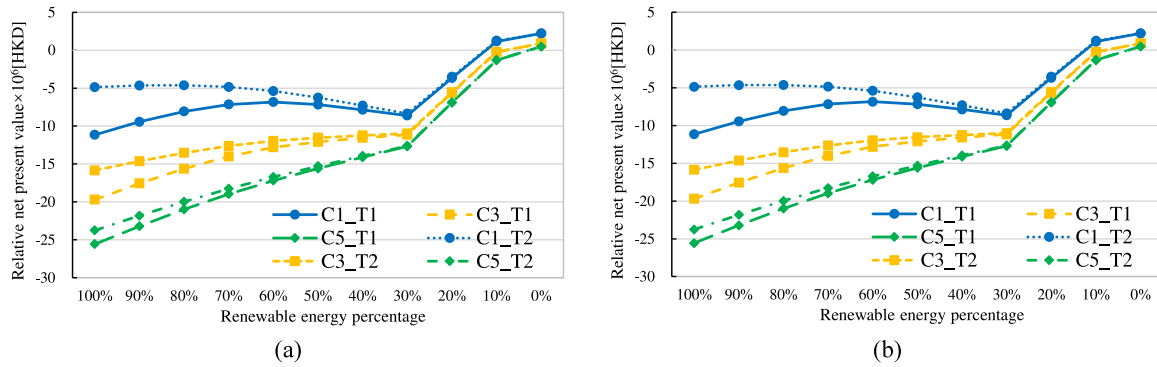 Relative net present value×10⁶[HKD]
5
0
-5
-10
-15
-20
-25
-30
C1_T1 C3_T1
C5_T1 C1_T2
C3_T2 C5_T2
100% 90% 80% 70% 60% 50% 40% 30% 20% 10% 0%
Renewable energy percentage
(a)
Relative net present value×10⁶[HKD]
5
0
-5
-10
-15
-20
-25
-30
C1_T1 C3_T1
C5_T1 C1_T2
C3_T2 C5_T2
100% 90% 80% 70% 60% 50% 40% 30% 20% 10% 0%
Renewable energy percentage
(b)